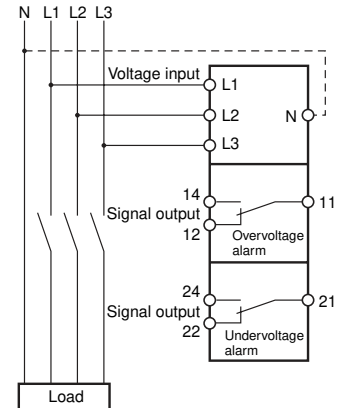 N L1 L2 L3
Voltage input
L1
L2
N
L3
14
11
Signal output
12
Overvoltage
alarm
24
21
Signal output
22
Undervoltage
alarm
Load